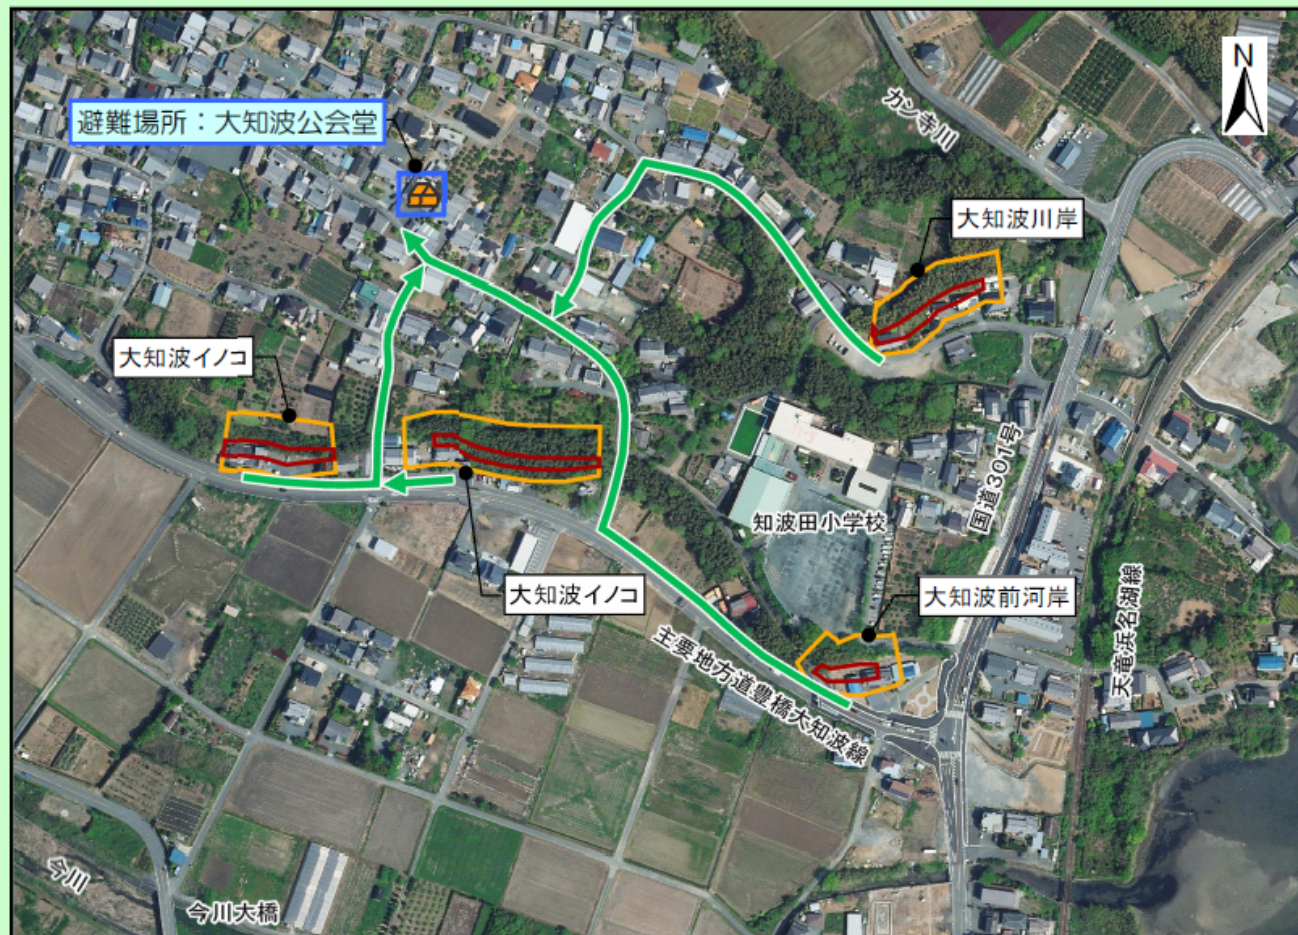 N
カン寺川
避難場所：大知波公会堂
大知波川岸
大知波イノコ
国道301号
知波田小学校
大知波イノコ
大知波前河岸
天竜浜名湖線
主要地方道豊橋大知波線
今川
今川大橋